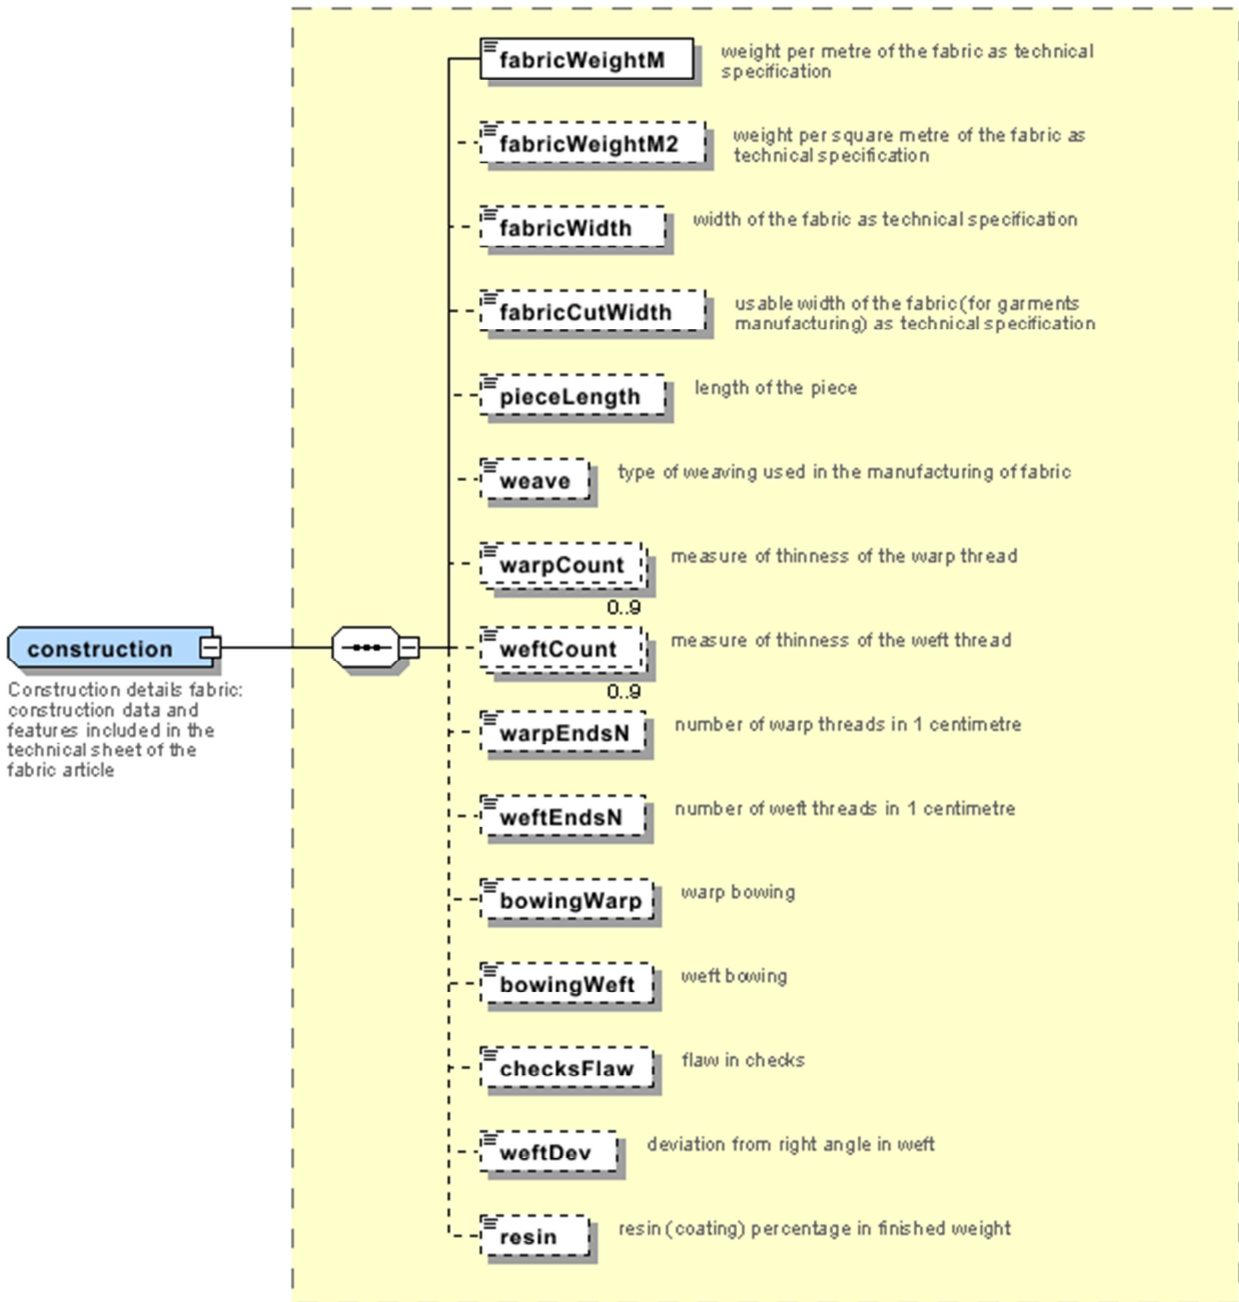 fabricWeightM
weight per metre of the fabric as technical
specification
fabricWeightM2
weight per square metre of the fabric as
technical specification
fabricWidth
width of the fabric as technical specification
fabricCutWidth
usable width of the fabric (for garments
manufacturing) as technical specification
pieceLength
length of the piece
weave
type of weaving used in the manufacturing of fabric
warpCount
measure of thinness of the warp thread
0..9
construction
Construction details fabric:
construction data and
features included in the
technical sheet of the
fabric article
weftCount
measure of thinness of the weft thread
0..9
warpEndsN
number of warp threads in 1 centimetre
weftEndsN
number of weft threads in 1 centimetre
bowingWarp
warp bowing
bowingWeft
weft bowing
checksFlaw
flaw in checks
weftDev
deviation from right angle in weft
resin
resin (coating) percentage in finished weight